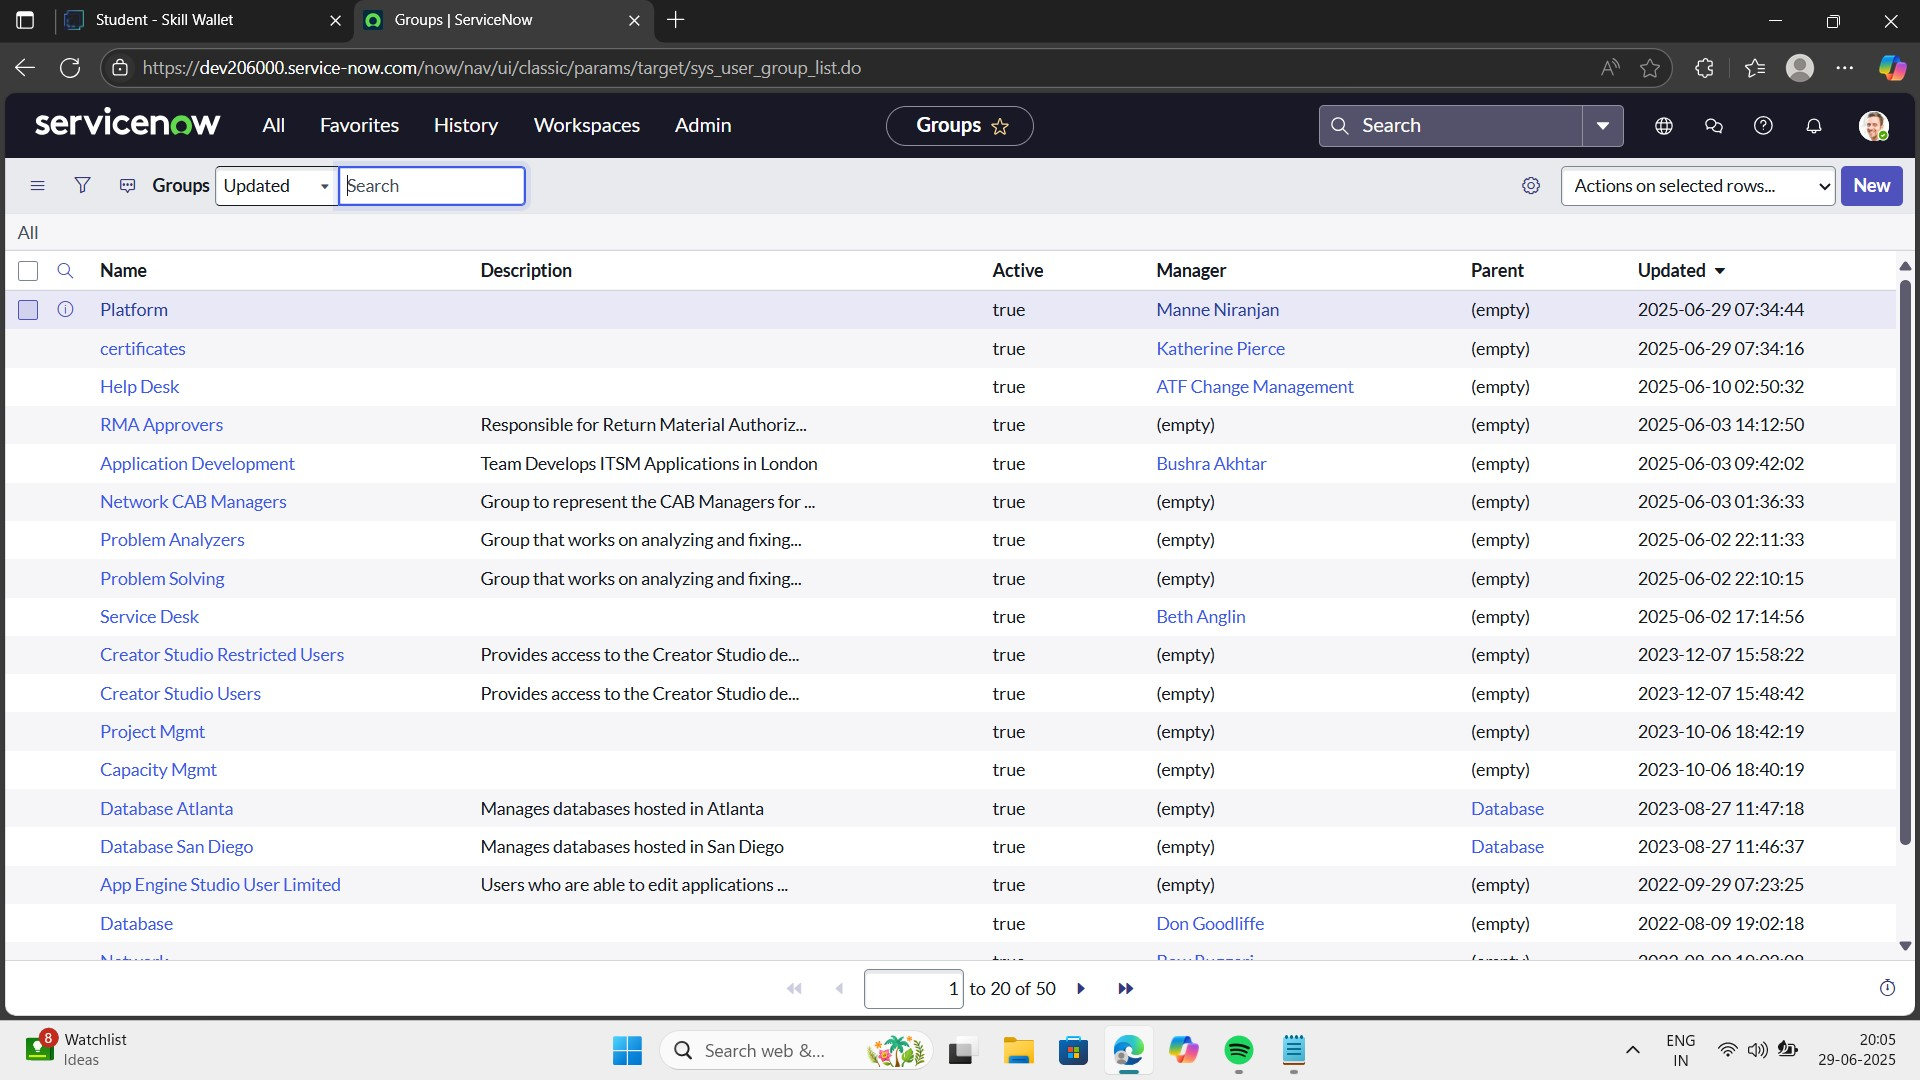 Student - Skill Wallet
Groups | ServiceNow
https://dev206000.service-now.com/now/nav/ui/classic/params/target/sys_user_group_list.do
servicenow All Favorites History Workspaces Admin Groups Search
Groups Updated Search Actions on selected rows... New
All
Name Description Active Manager Parent Updated
Platform true Manne Niranjan (empty) 2025-06-29 07:34:44
certificates true Katherine Pierce (empty) 2025-06-29 07:34:16
Help Desk true ATF Change Management (empty) 2025-06-10 02:50:32
RMA Approvers Responsible for Return Material Authoriz... true (empty) (empty) 2025-06-03 14:12:50
Application Development Team Develops ITSM Applications in London true Bushra Akhtar (empty) 2025-06-03 09:42:02
Network CAB Managers Group to represent the CAB Managers for ... true (empty) (empty) 2025-06-03 01:36:33
Problem Analyzers Group that works on analyzing and fixing... true (empty) (empty) 2025-06-02 22:11:33
Problem Solving Group that works on analyzing and fixing... true (empty) (empty) 2025-06-02 22:10:15
Service Desk true Beth Anglin (empty) 2025-06-02 17:14:56
Creator Studio Restricted Users Provides access to the Creator Studio de... true (empty) (empty) 2023-12-07 15:58:22
Creator Studio Users Provides access to the Creator Studio de... true (empty) (empty) 2023-12-07 15:48:42
Project Mgmt true (empty) (empty) 2023-10-06 18:42:19
Capacity Mgmt true (empty) (empty) 2023-10-06 18:40:19
Database Atlanta Manages databases hosted in Atlanta true (empty) Database 2023-08-27 11:47:18
Database San Diego Manages databases hosted in San Diego true (empty) Database 2023-08-27 11:46:37
App Engine Studio User Limited Users who are able to edit applications ... true (empty) (empty) 2022-09-29 07:23:25
Database true Don Goodliffe (empty) 2022-08-09 19:02:18
1 to 20 of 50
8 Watchlist
Ideas
Search web &...
ENG
IN
20:05
29-06-2025